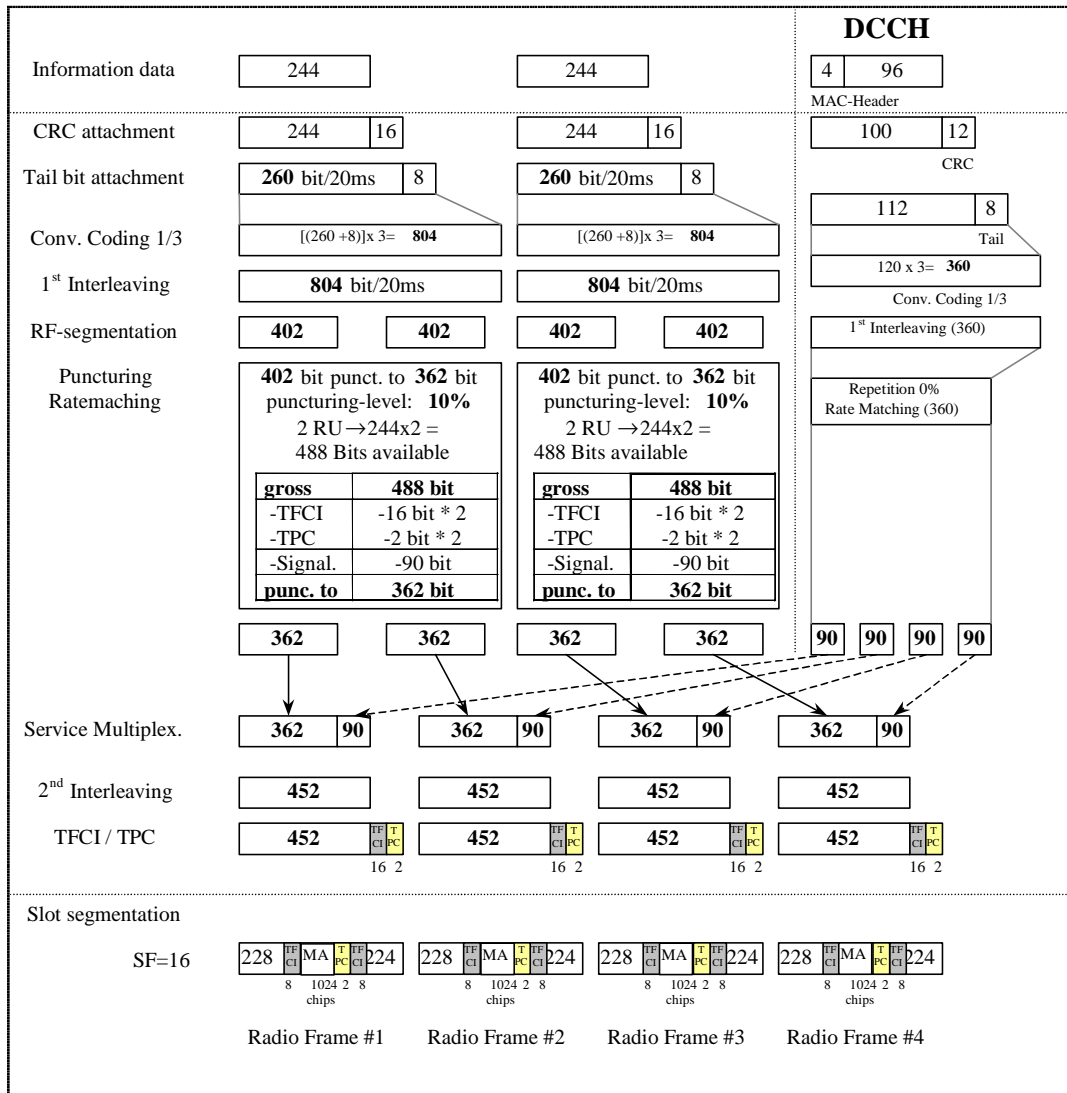 DCCH
Information data 244 244 4 96
MAC-Header
CRC attachment 244 16 244 16 100 12
CRC
Tail bit attachment 260 bit/20ms 8 260 bit/20ms 8
112 8
Tail
Conv. Coding 1/3 [(260 +8)]x 3= 804 [(260 +8)]x 3= 804
120 x 3= 360
Conv. Coding 1/3
1st Interleaving 804 bit/20ms 804 bit/20ms
RF-segmentation 402 402 402 402 1st Interleaving (360)
Puncturing
Ratemaching
402 bit punct. to 362 bit
puncturing-level: 10%
2 RU →244x2 =
488 Bits available
gross 488 bit
-TFCI -16 bit * 2
-TPC -2 bit * 2
-Signal. -90 bit
punc. to 362 bit
402 bit punct. to 362 bit
puncturing-level: 10%
2 RU →244x2 =
488 Bits available
gross 488 bit
-TFCI -16 bit * 2
-TPC -2 bit * 2
-Signal. -90 bit
punc. to 362 bit
Repetition 0%
Rate Matching (360)
362 362 362 362 90 90 90 90
Service Multiplex. 362 90 362 90 362 90 362 90
2nd Interleaving 452 452 452 452
TFCI / TPC 452 TF CI T PC 452 TF CI T PC 452 TF CI T PC 452 TF CI T PC
16 2 16 2 16 2 16 2
Slot segmentation
SF=16 228 TF CI MA T PC TF CI 224 228 TF CI MA T PC TF CI 224 228 TF CI MA T PC TF CI 224 228 TF CI MA T PC TF CI 224
8 1024 2 8 8 1024 2 8 8 1024 2 8 8 1024 2 8
chips chips chips chips
Radio Frame #1 Radio Frame #2 Radio Frame #3 Radio Frame #4